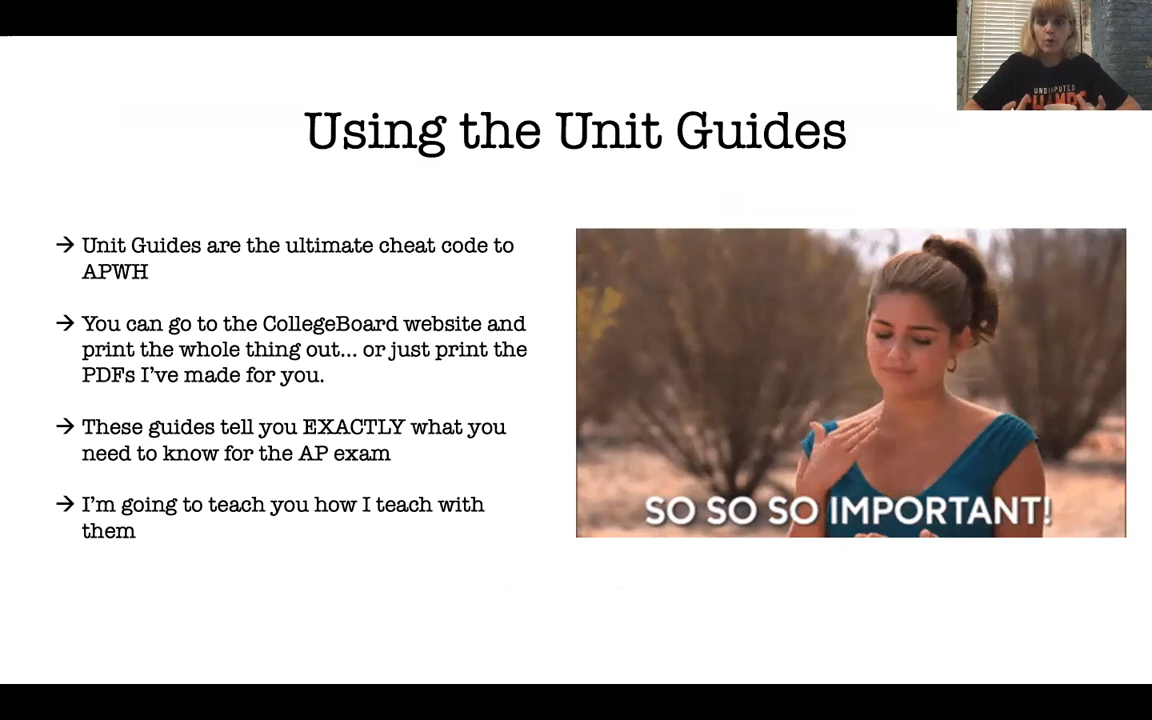 UNDISPUTED
CHAMPS
Using the Unit Guides
→ Unit Guides are the ultimate cheat code to
APWH
→ You can go to the CollegeBoard website and
print the whole thing out... or just print the
PDFs I've made for you.
→ These guides tell you EXACTLY what you
need to know for the AP exam
→ I'm going to teach you how I teach with
them
SO SO SO IMPORTANT!